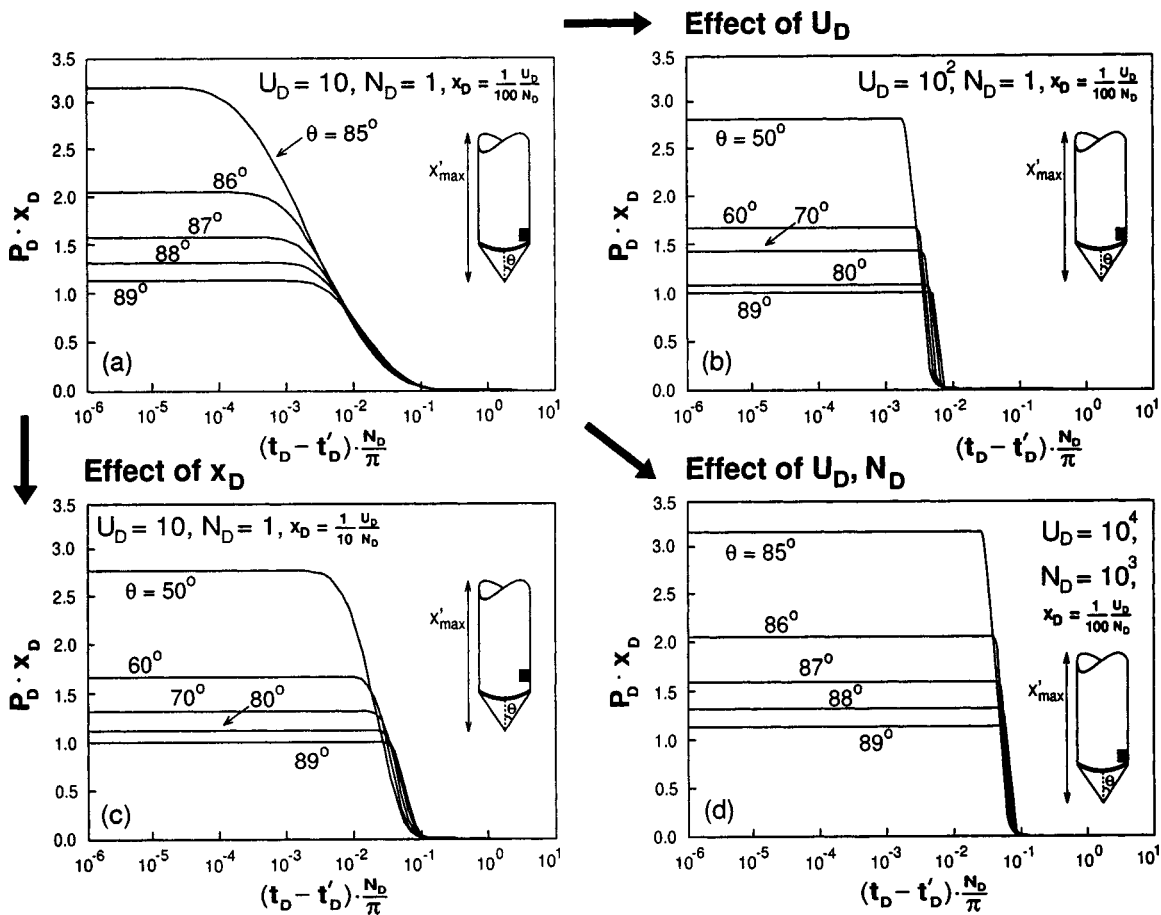 Effect of U_D
3.5
3.0
2.5
2.0
1.5
1.0
0.5
0.0
P_D · x_D
U_D = 10, N_D = 1, x_D = 1/100 U_D/N_D
θ = 85°
86°
87°
88°
89°
x'_max
θ
(a)
10^-6 10^-5 10^-4 10^-3 10^-2 10^-1 10^0 10^1
(t_D − t'_D) · N_D/π
3.5
3.0
2.5
2.0
1.5
1.0
0.5
0.0
P_D · x_D
U_D = 10^2, N_D = 1, x_D = 1/100 U_D/N_D
θ = 50°
60° 70°
80°
89°
x'_max
θ
(b)
10^-6 10^-5 10^-4 10^-3 10^-2 10^-1 10^0 10^1
(t_D − t'_D) · N_D/π
Effect of x_D
3.5
3.0
2.5
2.0
1.5
1.0
0.5
0.0
P_D · x_D
U_D = 10, N_D = 1, x_D = 1/10 U_D/N_D
θ = 50°
60°
70° 80°
89°
x'_max
θ
(c)
10^-6 10^-5 10^-4 10^-3 10^-2 10^-1 10^0 10^1
(t_D − t'_D) · N_D/π
Effect of U_D, N_D
3.5
3.0
2.5
2.0
1.5
1.0
0.5
0.0
P_D · x_D
U_D = 10^4,
N_D = 10^3,
x_D = 1/100 U_D/N_D
θ = 85°
86°
87°
88°
89°
x'_max
θ
(d)
10^-6 10^-5 10^-4 10^-3 10^-2 10^-1 10^0 10^1
(t_D − t'_D) · N_D/π